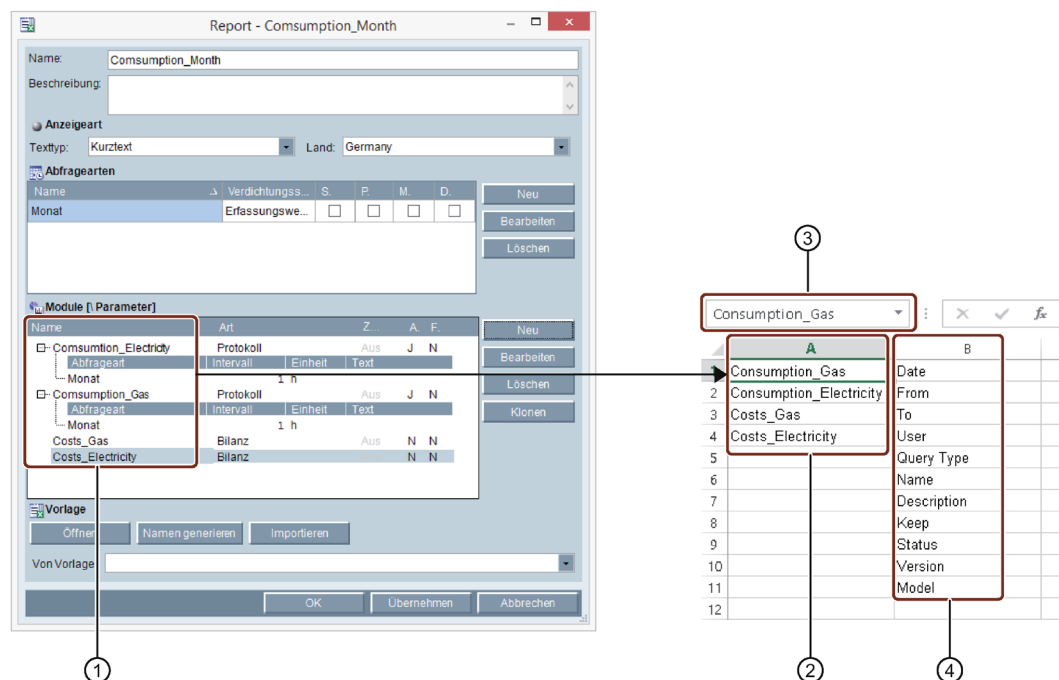 Report - Comsumption_Month
Name: Comsumption_Month
Beschreibung:
Anzeigeart
Texttyp: Kurztext Land: Germany
Abfragearten
Name Verdichtungss... S. P. M. D. Neu
Monat Erfassungswe...
Bearbeiten
Löschen
Module [\ Parameter]
Name Art Z... A. F. Neu
Comsumtion_Electricity Protokoll Aus J N
Bearbeiten
Abfrageart Intervall Einheit Text
Monat 1 h
Löschen
Comsumption_Gas Protokoll Aus J N
Abfrageart Intervall Einheit Text
Klonen
Monat 1 h
Costs_Gas Bilanz Aus N N
Costs_Electricity Bilanz N N
Vorlage
Namen generieren Importieren
Von Vorlage
OK Übernehmen Abbrechen
1
3
Consumption_Gas fx
A B
Consumption_Gas Date
2 Consumption_Electricity From
3 Costs_Gas To
4 Costs_Electricity User
5 Query Type
6 Name
7 Description
8 Keep
9 Status
10 Version
11 Model
12
2 4